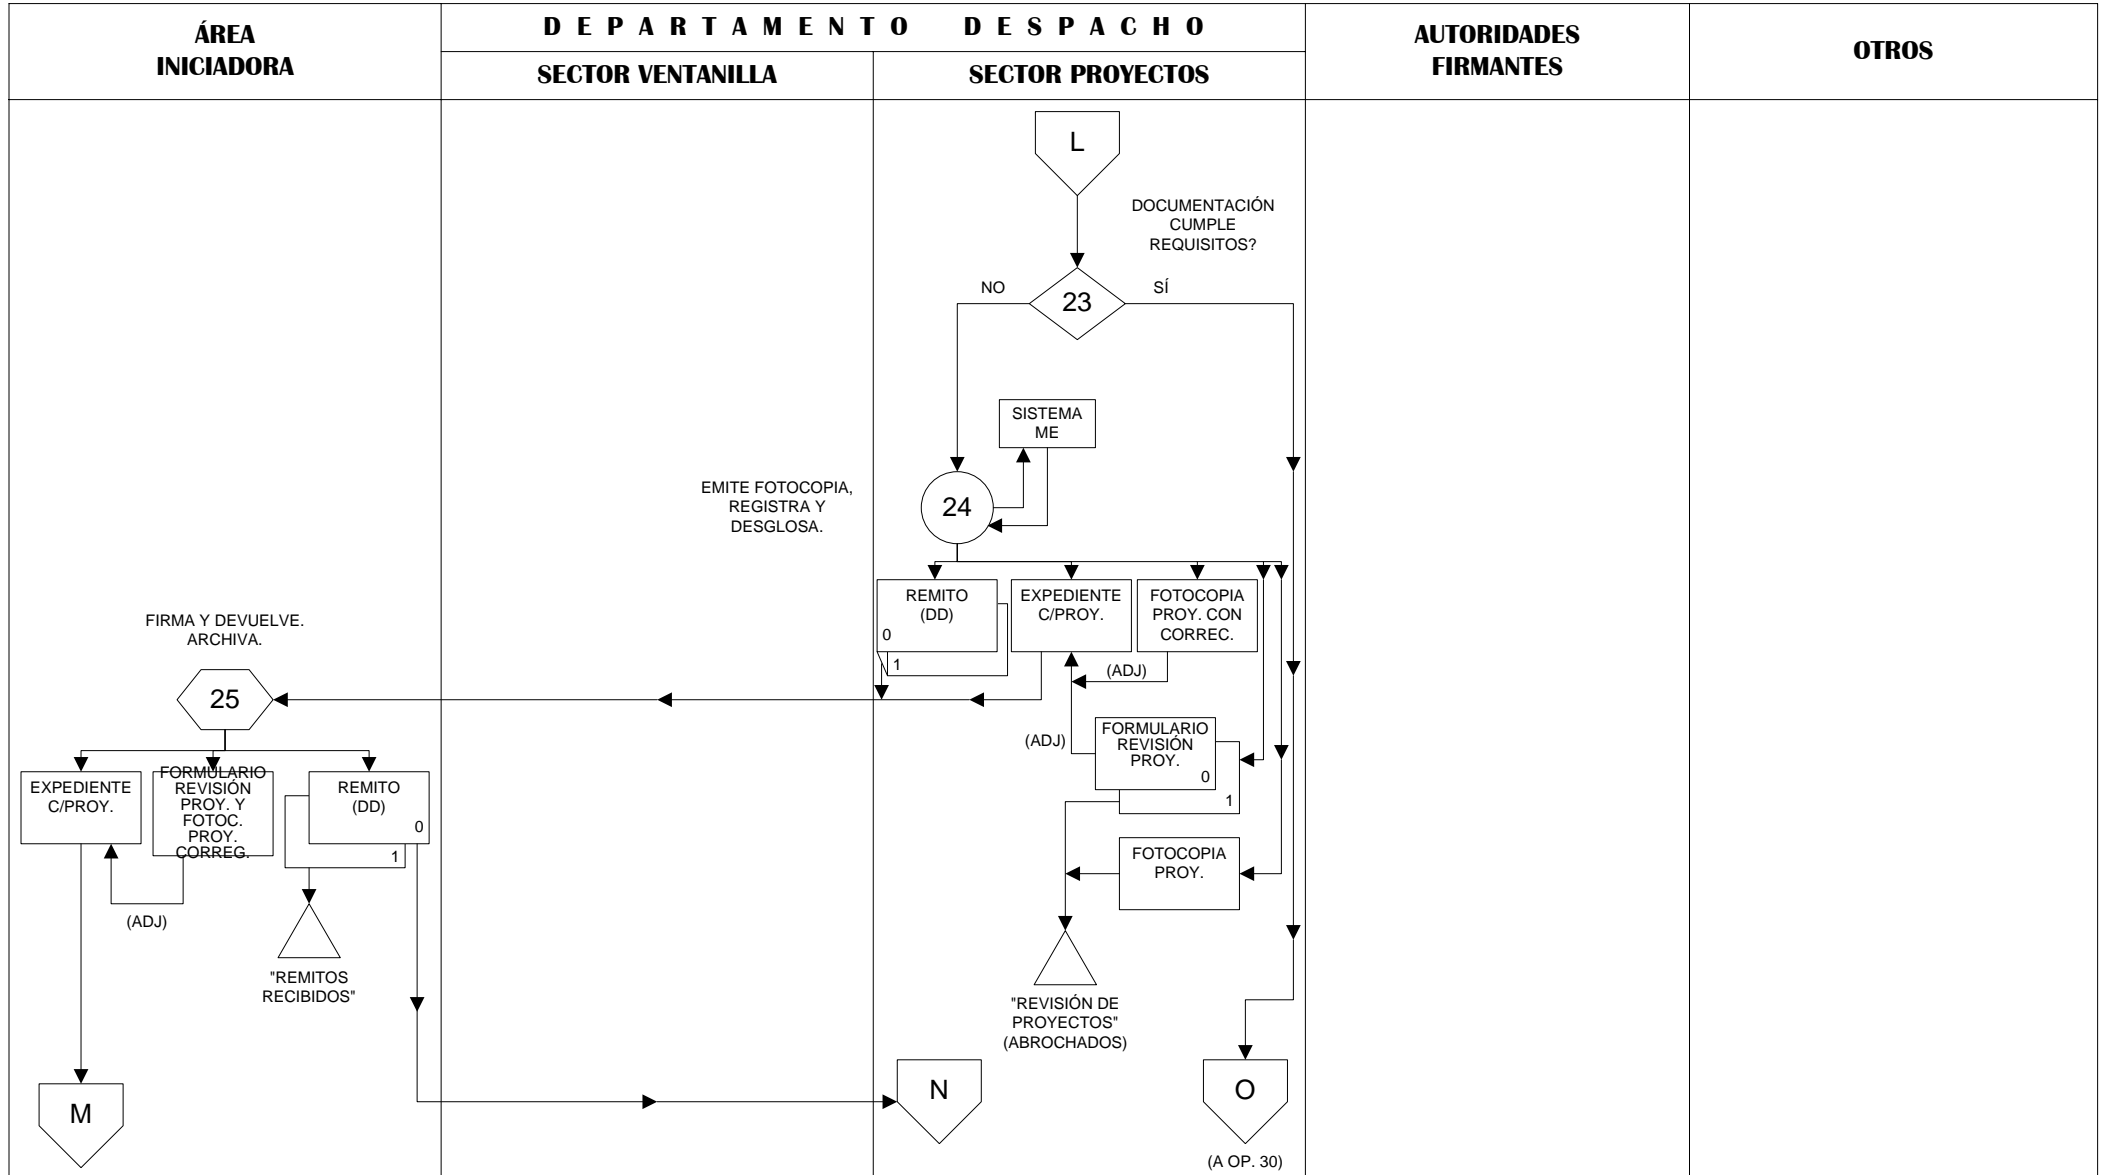 ÁREA
INICIADORA
DEPARTAMENTO DESPACHO
SECTOR VENTANILLA
SECTOR PROYECTOS
AUTORIDADES
FIRMANTES
OTROS
L
DOCUMENTACIÓN
CUMPLE
REQUISITOS?
NO
23
SÍ
SISTEMA
ME
EMITE FOTOCOPIA,
REGISTRA Y
DESGLOSA.
24
REMITO
(DD)
0
1
EXPEDIENTE
C/PROY.
FOTOCOPIA
PROY. CON
CORREC.
(ADJ)
FIRMA Y DEVUELVE.
ARCHIVA.
25
(ADJ)
FORMULARIO
REVISIÓN
PROY.
0
1
EXPEDIENTE
C/PROY.
FORMULARIO
REVISIÓN
PROY. Y
FOTOC.
PROY.
CORREG.
REMITO
(DD)
0
1
(ADJ)
FOTOCOPIA
PROY.
"REMITOS
RECIBIDOS"
"REVISIÓN DE
PROYECTOS"
(ABROCHADOS)
M
N
O
(A OP. 30)